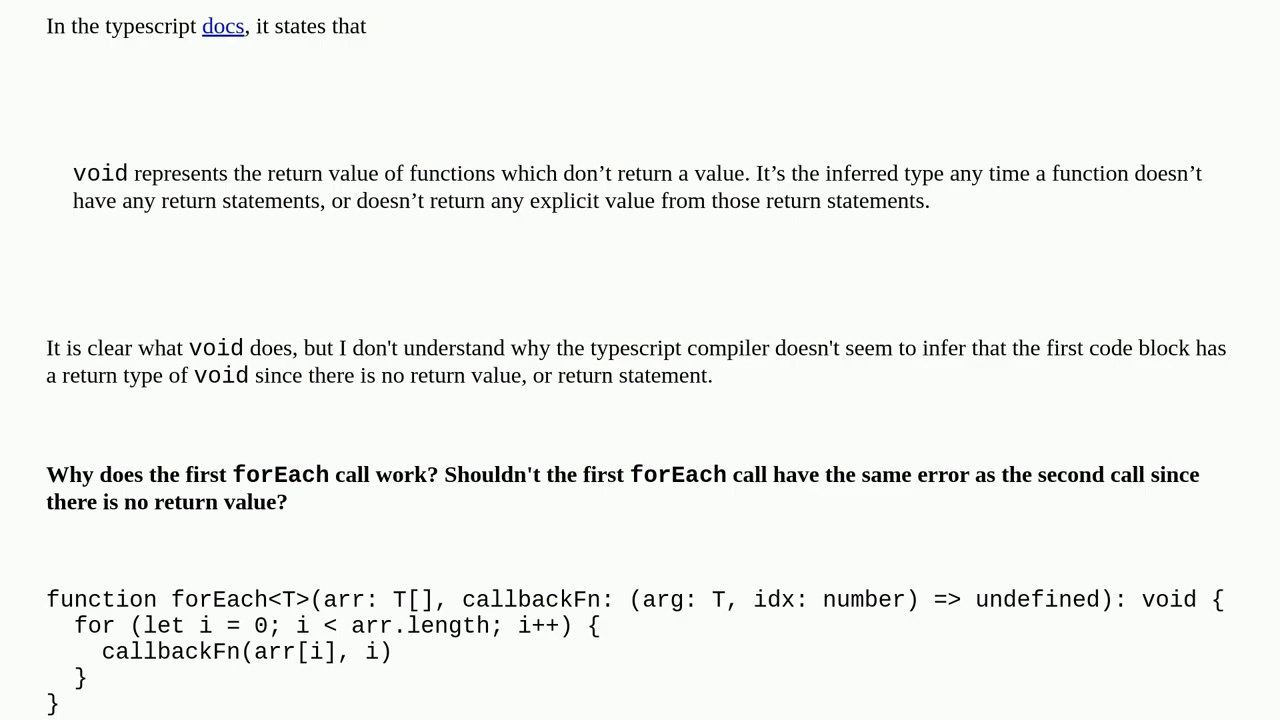 In the typescript docs, it states that
void represents the return value of functions which don’t return a value. It’s the inferred type any time a function doesn’t
have any return statements, or doesn’t return any explicit value from those return statements.
It is clear what void does, but I don't understand why the typescript compiler doesn't seem to infer that the first code block has
a return type of void since there is no return value, or return statement.
Why does the first forEach call work? Shouldn't the first forEach call have the same error as the second call since
there is no return value?
function forEach<T>(arr: T[], callbackFn: (arg: T, idx: number) => undefined): void {
  for (let i = 0; i < arr.length; i++) {
    callbackFn(arr[i], i)
  }
}